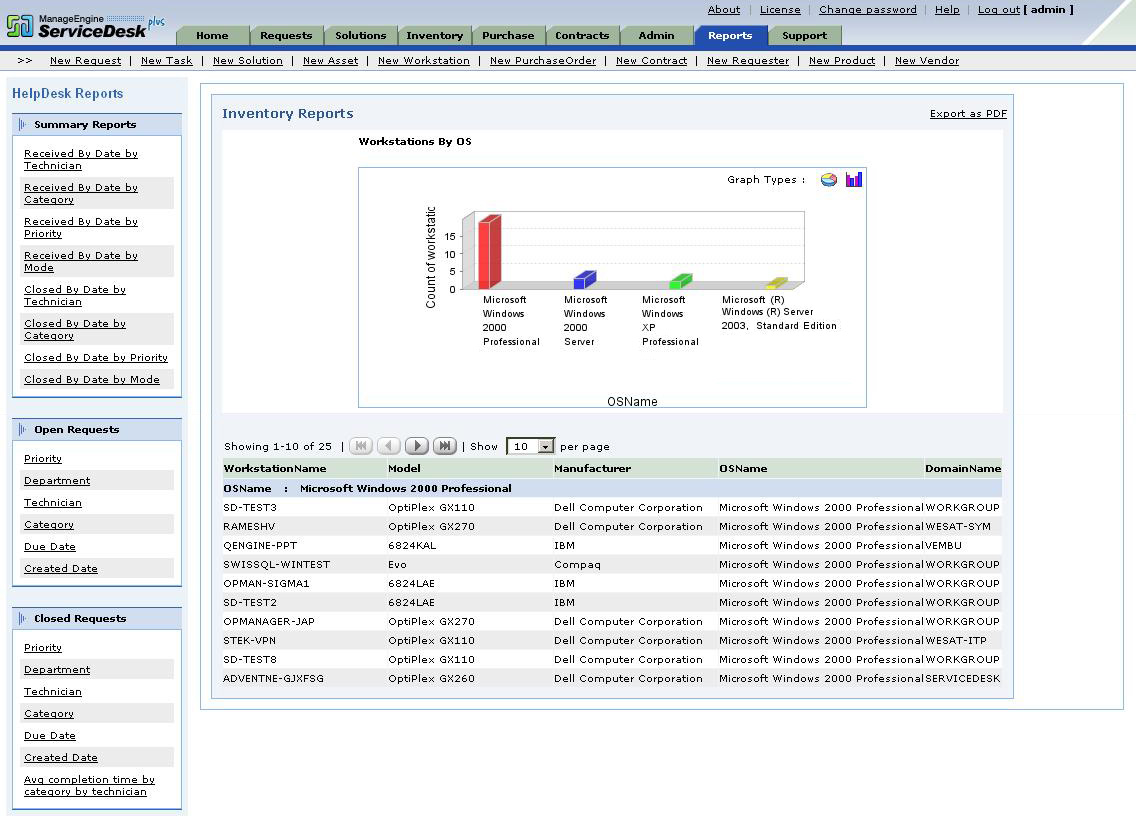 About | License | Change password | Help | Log out [ admin ]
ManageEngine
ServiceDesk plus
Home Requests Solutions Inventory Purchase Contracts Admin Reports Support
>> New Request | New Task | New Solution | New Asset | New Workstation | New PurchaseOrder | New Contract | New Requester | New Product | New Vendor
HelpDesk Reports
Summary Reports
Received By Date by
Technician
Received By Date by
Category
Received By Date by
Priority
Received By Date by
Mode
Closed By Date by
Technician
Closed By Date by
Category
Closed By Date by Priority
Closed By Date by Mode
Open Requests
Priority
Department
Technician
Category
Due Date
Created Date
Closed Requests
Priority
Department
Technician
Category
Due Date
Created Date
Avg completion time by
category by technician
Inventory Reports
Export as PDF
Workstations By OS
Graph Types :
Count of workstatic
15
10
5
0
Microsoft
Windows
2000
Professional
Microsoft
Windows
2000
Server
Microsoft
Windows
XP
Professional
Microsoft (R)
Windows (R) Server
2003, Standard Edition
OSName
Showing 1-10 of 25 | | Show 10 per page
WorkstationName Model Manufacturer OSName DomainName
OSName : Microsoft Windows 2000 Professional
SD-TEST3 OptiPlex GX110 Dell Computer Corporation Microsoft Windows 2000 Professional WORKGROUP
RAMESHV OptiPlex GX270 Dell Computer Corporation Microsoft Windows 2000 Professional WESAT-SYM
QENGINE-PPT 6824KAL IBM Microsoft Windows 2000 Professional VEMBU
SWISSQL-WINTEST Evo Compaq Microsoft Windows 2000 Professional WORKGROUP
OPMAN-SIGMA1 6824LAE IBM Microsoft Windows 2000 Professional WORKGROUP
SD-TEST2 6824LAE IBM Microsoft Windows 2000 Professional WORKGROUP
OPMANAGER-JAP OptiPlex GX270 Dell Computer Corporation Microsoft Windows 2000 Professional WORKGROUP
STEK-VPN OptiPlex GX110 Dell Computer Corporation Microsoft Windows 2000 Professional WESAT-ITP
SD-TEST8 OptiPlex GX110 Dell Computer Corporation Microsoft Windows 2000 Professional WORKGROUP
ADVENTNE-GJXFSG OptiPlex GX260 Dell Computer Corporation Microsoft Windows 2000 Professional SERVICEDESK